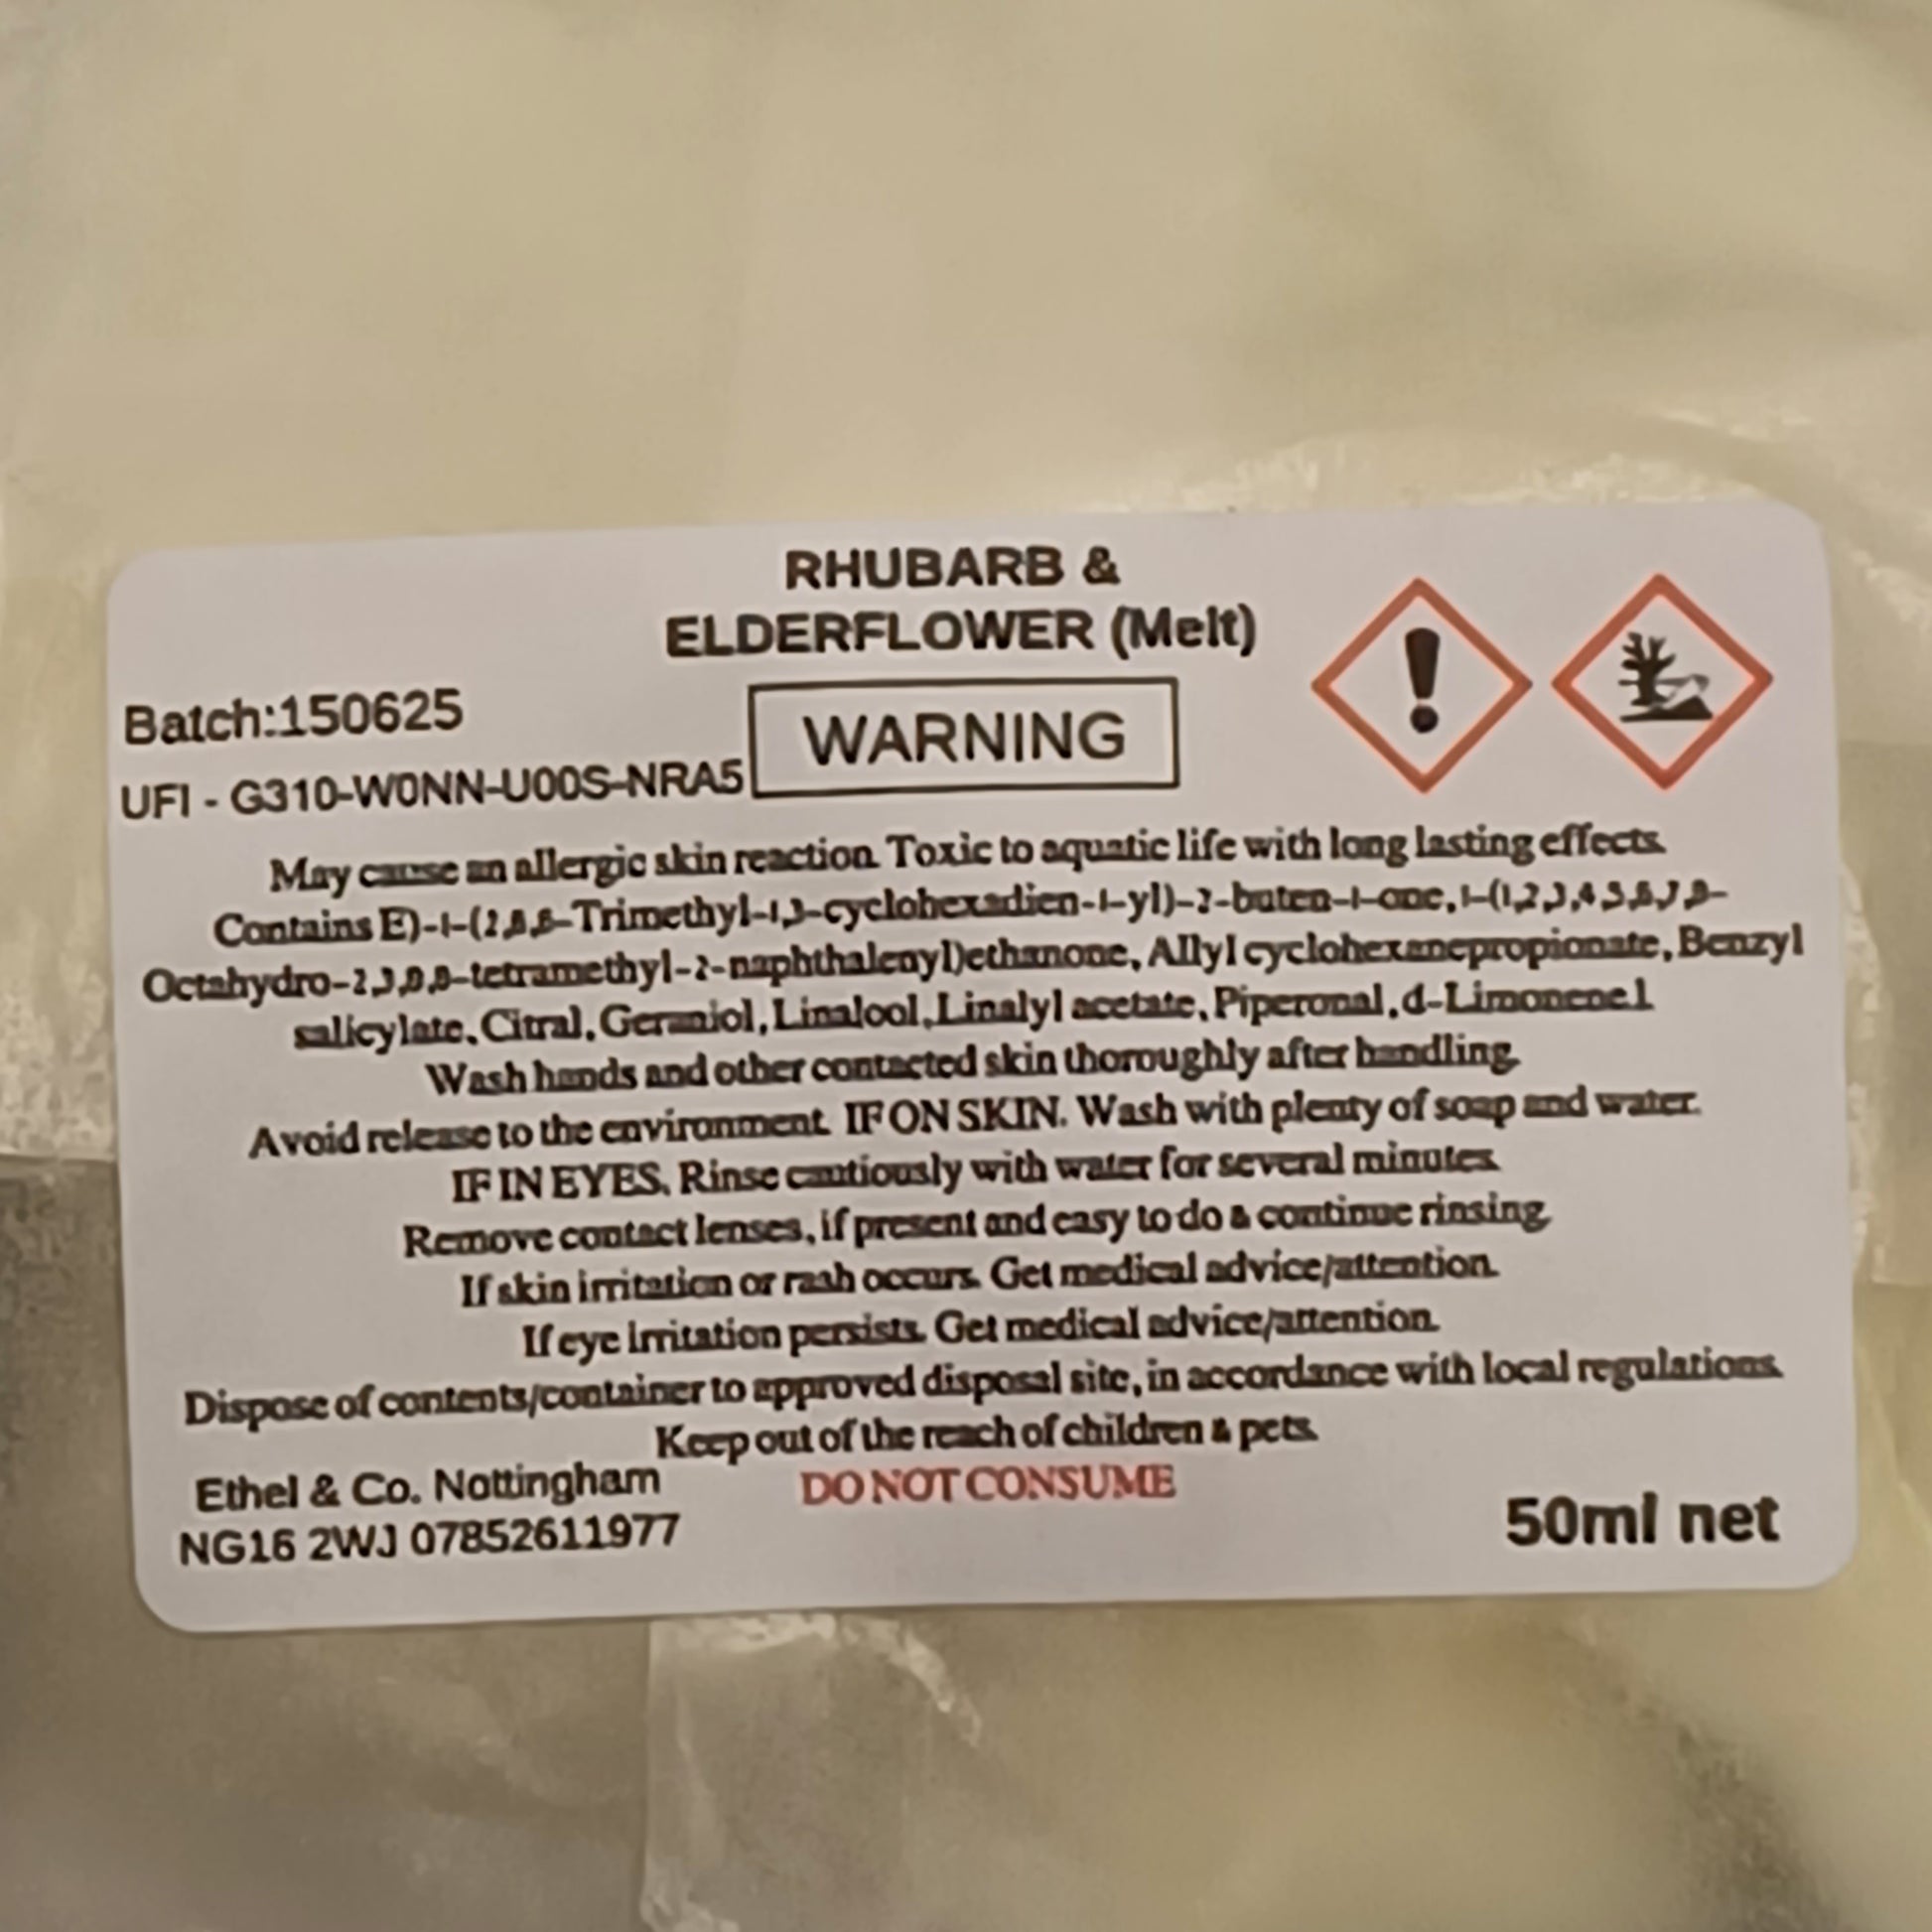 RHUBARB &
ELDERFLOWER (Melt)
Batch:150625
WARNING
UFI - G310-W0NN-U00S-NRA5
May cause an allergic skin reaction. Toxic to aquatic life with long lasting effects.
Contains E)-1-(2,6,6-Trimethyl-1,3-cyclohexadien-1-yl)-2-buten-1-one, 1-(1,2,3,4,5,6,7,8-
Octahydro-2,3,8,8-tetramethyl-2-naphthalenyl)ethanone, Allyl cyclohexanepropionate, Benzyl
salicylate, Citral, Geraniol, Linalool, Linalyl acetate, Piperonal, d-Limonene1
Wash hands and other contacted skin thoroughly after handling.
Avoid release to the environment. IF ON SKIN. Wash with plenty of soap and water.
IF IN EYES. Rinse cautiously with water for several minutes.
Remove contact lenses, if present and easy to do & continue rinsing.
If skin irritation or rash occurs. Get medical advice/attention.
If eye irritation persists. Get medical advice/attention.
Dispose of contents/container to approved disposal site, in accordance with local regulations.
Keep out of the reach of children & pets.
DO NOT CONSUME
Ethel & Co. Nottingham
NG16 2WJ 07852611977
50ml net